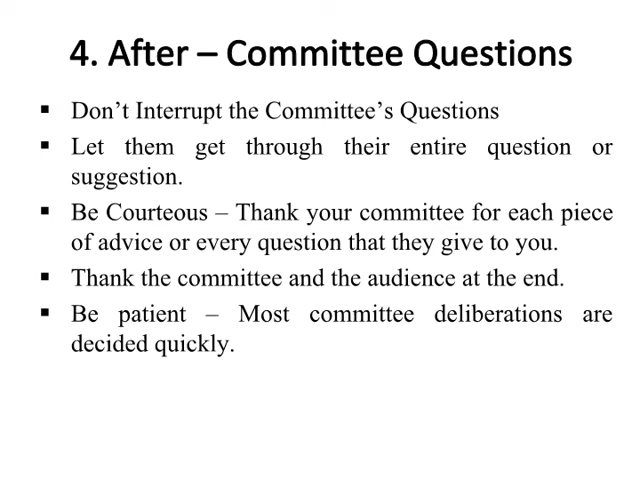 4. After – Committee Questions
▪ Don’t Interrupt the Committee’s Questions
▪ Let them get through their entire question or
suggestion.
▪ Be Courteous – Thank your committee for each piece
of advice or every question that they give to you.
▪ Thank the committee and the audience at the end.
▪ Be patient – Most committee deliberations are
decided quickly.